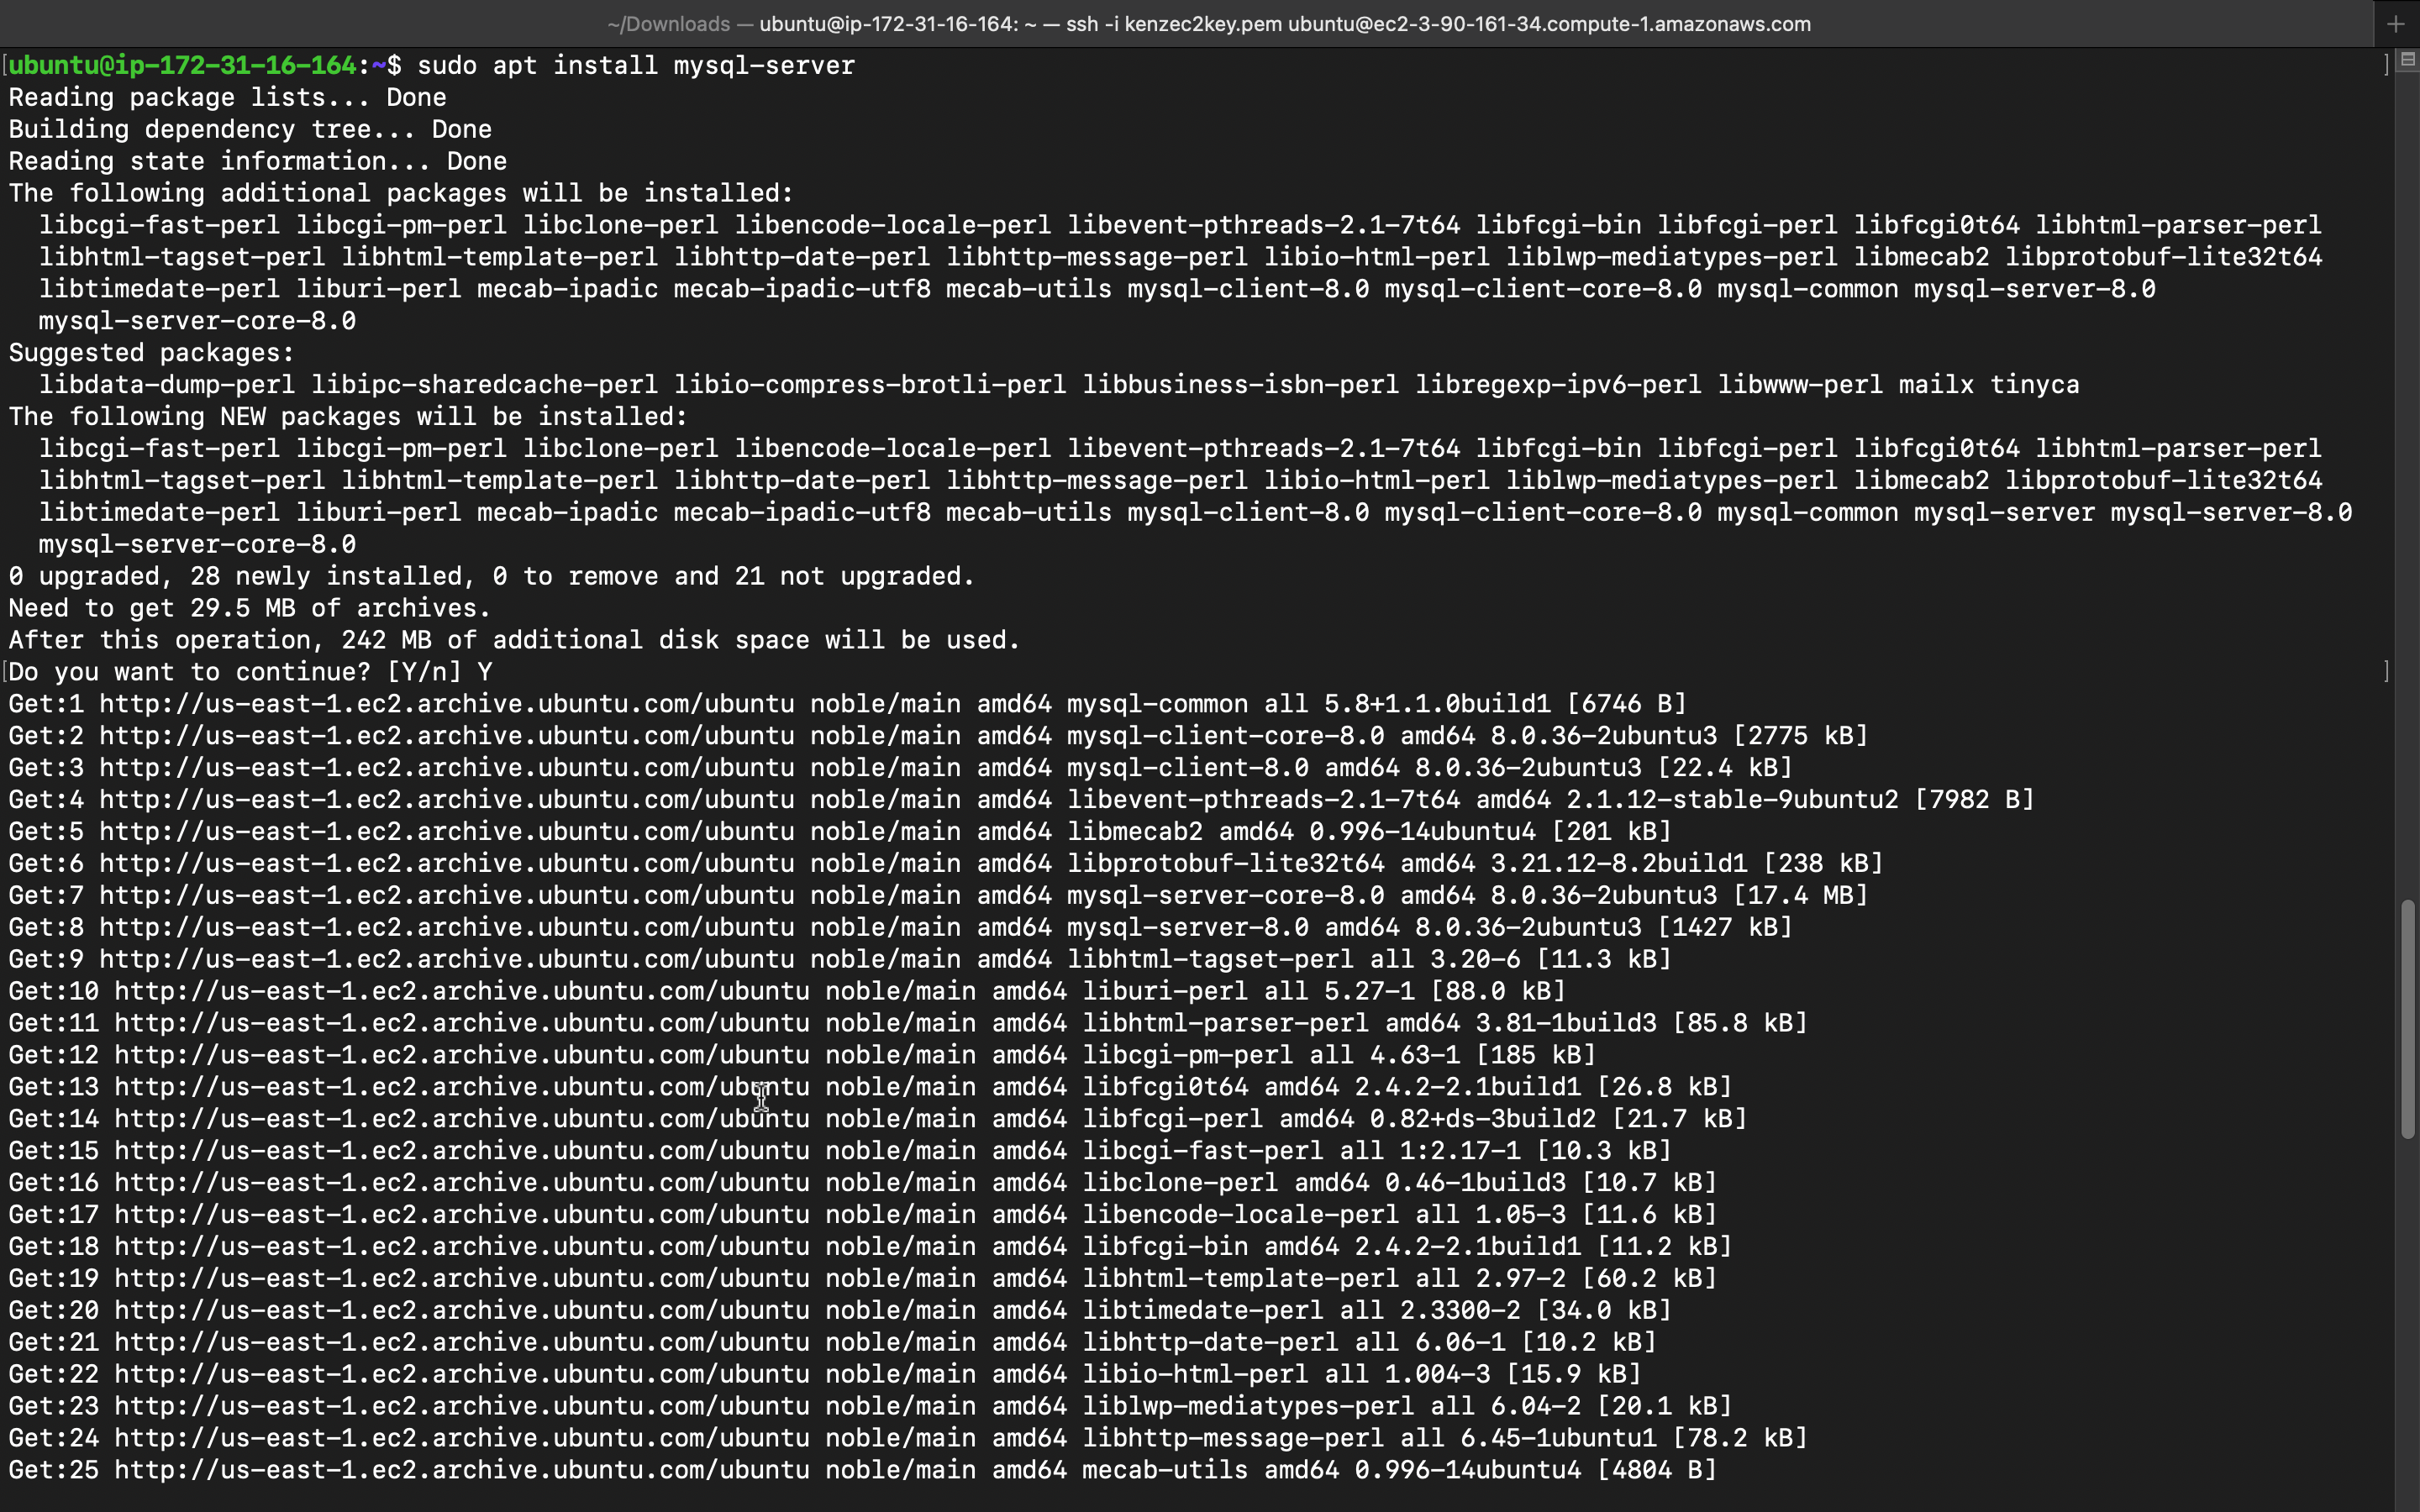 ~/Downloads — ubuntu@ip-172-31-16-164: ~ — ssh -i kenzec2key.pem ubuntu@ec2-3-90-161-34.compute-1.amazonaws.com
ubuntu@ip-172-31-16-164:~$ sudo apt install mysql-server
Reading package lists... Done
Building dependency tree... Done
Reading state information... Done
The following additional packages will be installed:
  libcgi-fast-perl libcgi-pm-perl libclone-perl libencode-locale-perl libevent-pthreads-2.1-7t64 libfcgi-bin libfcgi-perl libfcgi0t64 libhtml-parser-perl
  libhtml-tagset-perl libhtml-template-perl libhttp-date-perl libhttp-message-perl libio-html-perl liblwp-mediatypes-perl libmecab2 libprotobuf-lite32t64
  libtimedate-perl liburi-perl mecab-ipadic mecab-ipadic-utf8 mecab-utils mysql-client-8.0 mysql-client-core-8.0 mysql-common mysql-server-8.0
  mysql-server-core-8.0
Suggested packages:
  libdata-dump-perl libipc-sharedcache-perl libio-compress-brotli-perl libbusiness-isbn-perl libregexp-ipv6-perl libwww-perl mailx tinyca
The following NEW packages will be installed:
  libcgi-fast-perl libcgi-pm-perl libclone-perl libencode-locale-perl libevent-pthreads-2.1-7t64 libfcgi-bin libfcgi-perl libfcgi0t64 libhtml-parser-perl
  libhtml-tagset-perl libhtml-template-perl libhttp-date-perl libhttp-message-perl libio-html-perl liblwp-mediatypes-perl libmecab2 libprotobuf-lite32t64
  libtimedate-perl liburi-perl mecab-ipadic mecab-ipadic-utf8 mecab-utils mysql-client-8.0 mysql-client-core-8.0 mysql-common mysql-server mysql-server-8.0
  mysql-server-core-8.0
0 upgraded, 28 newly installed, 0 to remove and 21 not upgraded.
Need to get 29.5 MB of archives.
After this operation, 242 MB of additional disk space will be used.
Do you want to continue? [Y/n] Y
Get:1 http://us-east-1.ec2.archive.ubuntu.com/ubuntu noble/main amd64 mysql-common all 5.8+1.1.0build1 [6746 B]
Get:2 http://us-east-1.ec2.archive.ubuntu.com/ubuntu noble/main amd64 mysql-client-core-8.0 amd64 8.0.36-2ubuntu3 [2775 kB]
Get:3 http://us-east-1.ec2.archive.ubuntu.com/ubuntu noble/main amd64 mysql-client-8.0 amd64 8.0.36-2ubuntu3 [22.4 kB]
Get:4 http://us-east-1.ec2.archive.ubuntu.com/ubuntu noble/main amd64 libevent-pthreads-2.1-7t64 amd64 2.1.12-stable-9ubuntu2 [7982 B]
Get:5 http://us-east-1.ec2.archive.ubuntu.com/ubuntu noble/main amd64 libmecab2 amd64 0.996-14ubuntu4 [201 kB]
Get:6 http://us-east-1.ec2.archive.ubuntu.com/ubuntu noble/main amd64 libprotobuf-lite32t64 amd64 3.21.12-8.2build1 [238 kB]
Get:7 http://us-east-1.ec2.archive.ubuntu.com/ubuntu noble/main amd64 mysql-server-core-8.0 amd64 8.0.36-2ubuntu3 [17.4 MB]
Get:8 http://us-east-1.ec2.archive.ubuntu.com/ubuntu noble/main amd64 mysql-server-8.0 amd64 8.0.36-2ubuntu3 [1427 kB]
Get:9 http://us-east-1.ec2.archive.ubuntu.com/ubuntu noble/main amd64 libhtml-tagset-perl all 3.20-6 [11.3 kB]
Get:10 http://us-east-1.ec2.archive.ubuntu.com/ubuntu noble/main amd64 liburi-perl all 5.27-1 [88.0 kB]
Get:11 http://us-east-1.ec2.archive.ubuntu.com/ubuntu noble/main amd64 libhtml-parser-perl amd64 3.81-1build3 [85.8 kB]
Get:12 http://us-east-1.ec2.archive.ubuntu.com/ubuntu noble/main amd64 libcgi-pm-perl all 4.63-1 [185 kB]
Get:13 http://us-east-1.ec2.archive.ubuntu.com/ubuntu noble/main amd64 libfcgi0t64 amd64 2.4.2-2.1build1 [26.8 kB]
Get:14 http://us-east-1.ec2.archive.ubuntu.com/ubuntu noble/main amd64 libfcgi-perl amd64 0.82+ds-3build2 [21.7 kB]
Get:15 http://us-east-1.ec2.archive.ubuntu.com/ubuntu noble/main amd64 libcgi-fast-perl all 1:2.17-1 [10.3 kB]
Get:16 http://us-east-1.ec2.archive.ubuntu.com/ubuntu noble/main amd64 libclone-perl amd64 0.46-1build3 [10.7 kB]
Get:17 http://us-east-1.ec2.archive.ubuntu.com/ubuntu noble/main amd64 libencode-locale-perl all 1.05-3 [11.6 kB]
Get:18 http://us-east-1.ec2.archive.ubuntu.com/ubuntu noble/main amd64 libfcgi-bin amd64 2.4.2-2.1build1 [11.2 kB]
Get:19 http://us-east-1.ec2.archive.ubuntu.com/ubuntu noble/main amd64 libhtml-template-perl all 2.97-2 [60.2 kB]
Get:20 http://us-east-1.ec2.archive.ubuntu.com/ubuntu noble/main amd64 libtimedate-perl all 2.3300-2 [34.0 kB]
Get:21 http://us-east-1.ec2.archive.ubuntu.com/ubuntu noble/main amd64 libhttp-date-perl all 6.06-1 [10.2 kB]
Get:22 http://us-east-1.ec2.archive.ubuntu.com/ubuntu noble/main amd64 libio-html-perl all 1.004-3 [15.9 kB]
Get:23 http://us-east-1.ec2.archive.ubuntu.com/ubuntu noble/main amd64 liblwp-mediatypes-perl all 6.04-2 [20.1 kB]
Get:24 http://us-east-1.ec2.archive.ubuntu.com/ubuntu noble/main amd64 libhttp-message-perl all 6.45-1ubuntu1 [78.2 kB]
Get:25 http://us-east-1.ec2.archive.ubuntu.com/ubuntu noble/main amd64 mecab-utils amd64 0.996-14ubuntu4 [4804 B]